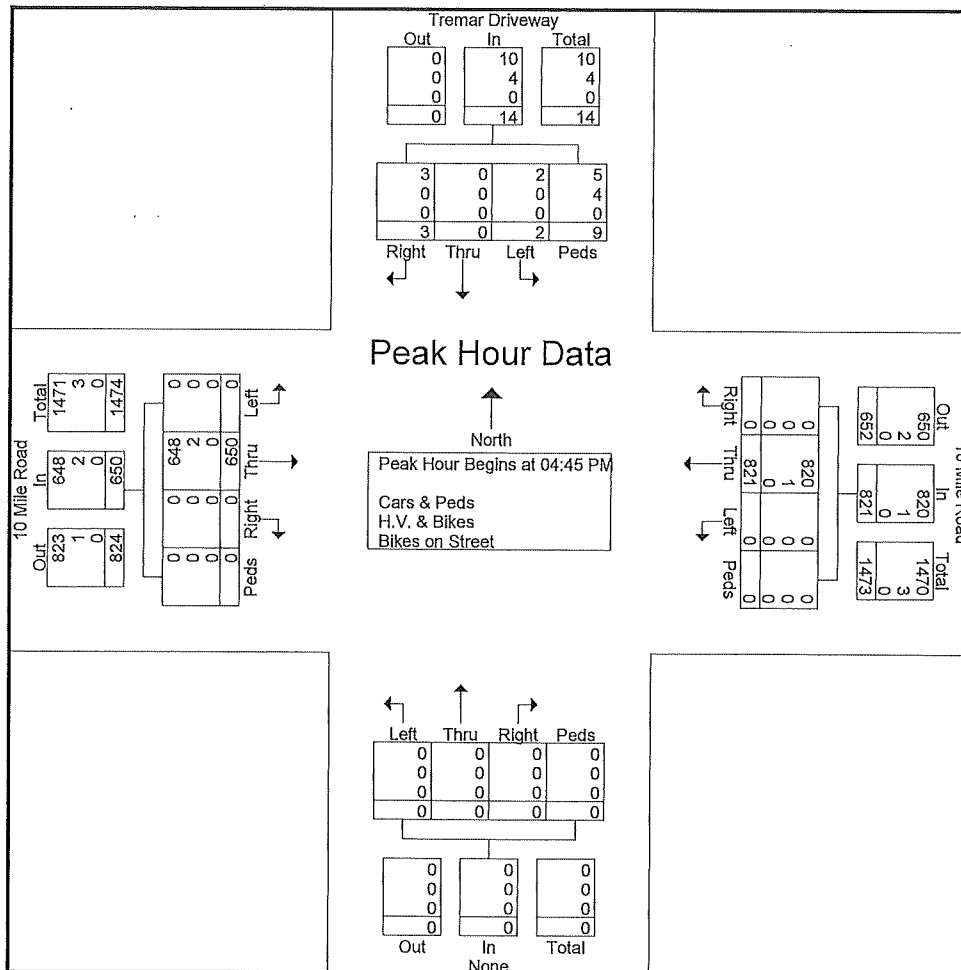 Tremar Driveway
Out In Total
0 10 10
0 4 4
0 0 0
0 14 14
3 0 2 5
0 0 0 4
0 0 0 0
3 0 2 9
Right Thru Left Peds
Peak Hour Data
North
Peak Hour Begins at 04:45 PM
Cars & Peds
H.V. & Bikes
Bikes on Street
10 Mile Road
Out In Total
823 648 1471
1 2 3
0 0 0
824 650 1474
Left Thru Right Peds
0 648 0 0
0 2 0 0
0 0 0 0
0 650 0 0
Right Thru Left Peds
0 820 0 0
0 1 0 0
0 0 0 0
0 821 0 0
Mile Road
Out In Total
650 820 1470
2 1 3
0 0 0
652 821 1473
Left Thru Right Peds
0 0 0 0
0 0 0 0
0 0 0 0
0 0 0 0
0 0 0
0 0 0
0 0 0
0 0 0
Out In Total
None